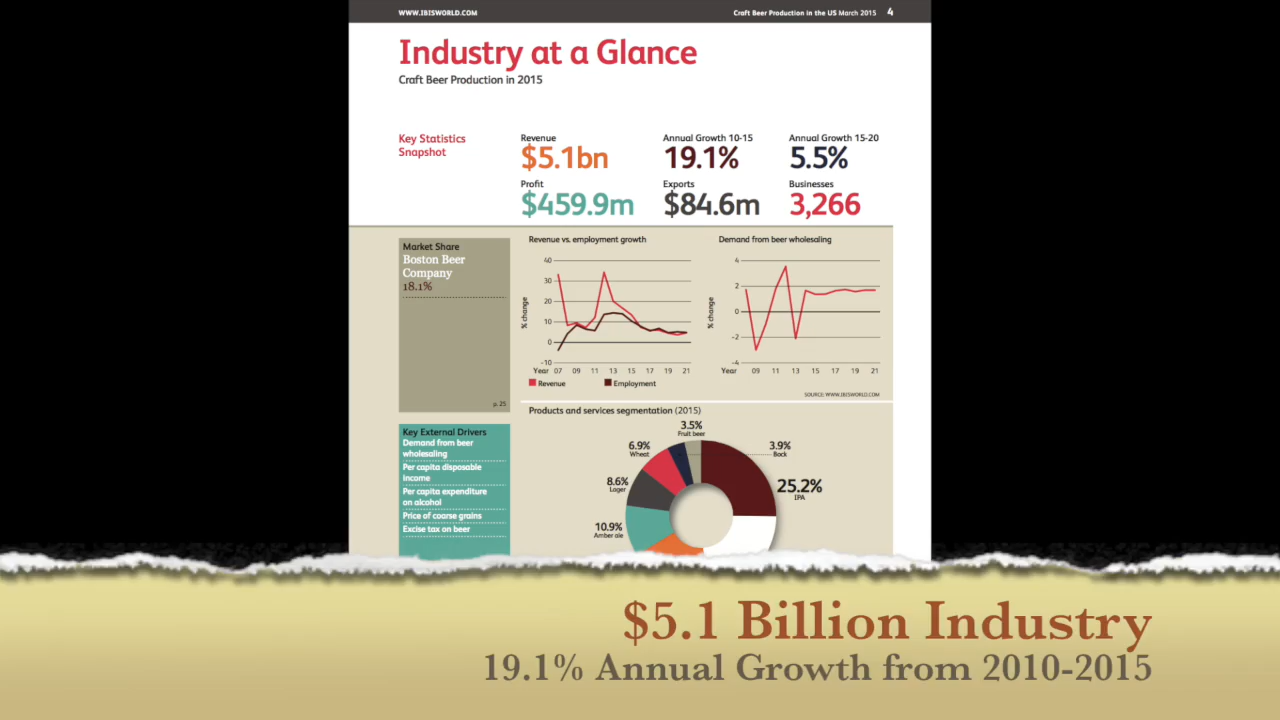 WWW.IBISWORLD.COM
Craft Beer Production in the US March 2015 4
Industry at a Glance
Craft Beer Production in 2015
Key Statistics
Snapshot
Revenue
$5.1bn
Annual Growth 10-15
19.1%
Annual Growth 15-20
5.5%
Profit
$459.9m
Exports
$84.6m
Businesses
3,266
Market Share
Boston Beer
Company
18.1%
p. 25
Revenue vs. employment growth
% change
40
30
20
10
0
-10
Year 07 09 11 13 15 17 19 21
Revenue
Employment
Demand from beer wholesaling
% change
4
2
0
-2
-4
Year 09 11 13 15 17 19 21
SOURCE: WWW.IBISWORLD.COM
Key External Drivers
Demand from beer
wholesaling
Per capita disposable
income
Per capita expenditure
on alcohol
Price of coarse grains
Excise tax on beer
Products and services segmentation (2015)
3.5%
Fruit beer
6.9%
Wheat
3.9%
Bock
8.6%
Lager
25.2%
IPA
10.9%
Amber ale
$5.1 Billion Industry
19.1% Annual Growth from 2010-2015